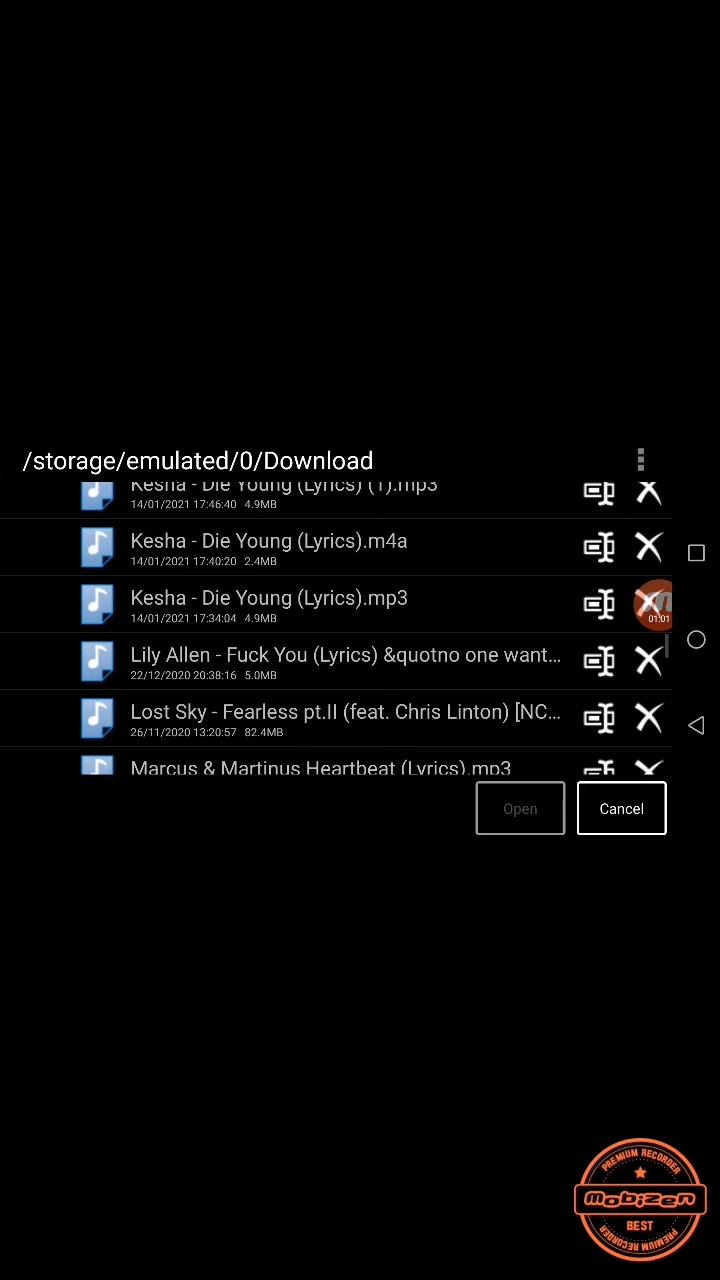 /storage/emulated/0/Download
Kesha - Die Young (Lyrics) (1).mp3
14/01/2021 17:46:40 4.9MB
Kesha - Die Young (Lyrics).m4a
14/01/2021 17:40:20 2.4MB
Kesha - Die Young (Lyrics).mp3
14/01/2021 17:34:04 4.9MB
01:01
Lily Allen - Fuck You (Lyrics) &quotno one want...
22/12/2020 20:38:16 5.0MB
Lost Sky - Fearless pt.II (feat. Chris Linton) [NC...
26/11/2020 13:20:57 82.4MB
Marcus & Martinus Heartbeat (Lyrics).mp3
Open
Cancel
PREMIUM RECORDER
Mobizen
BEST
PREMIUM RECORDER